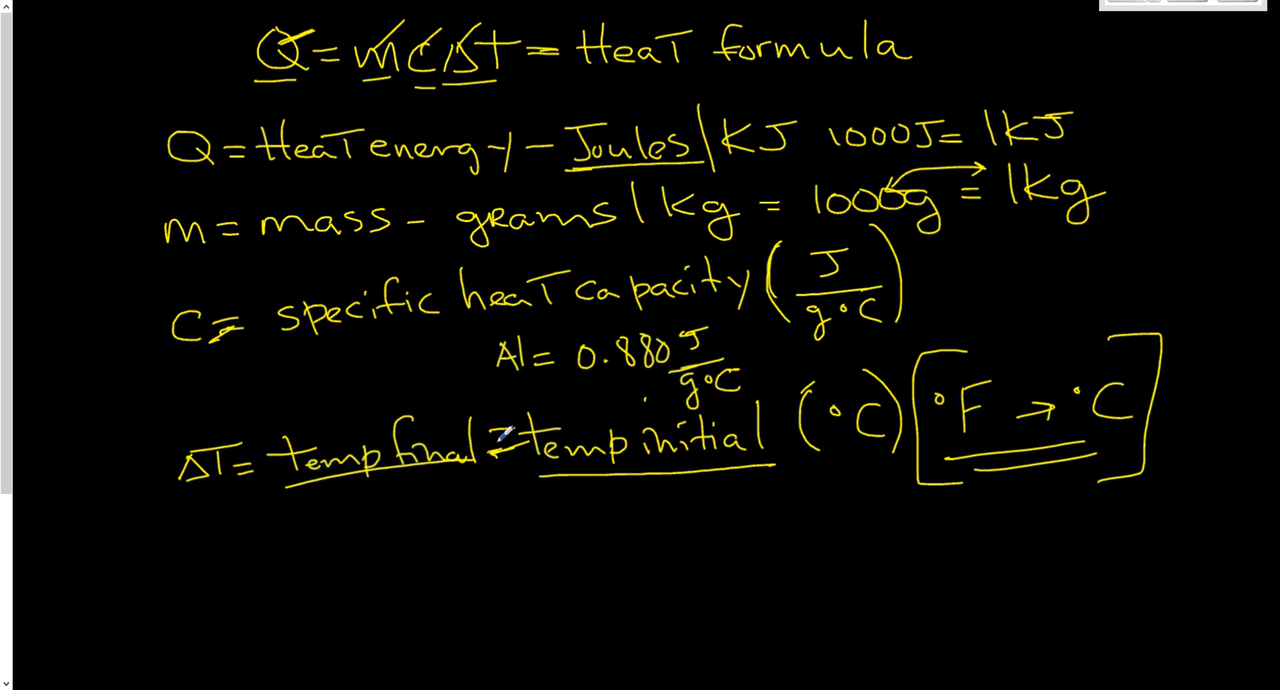 Q = mcΔt = HeaT formula
Q = HeaT energy - Joules/KJ 1000J = 1KJ
m = mass - grams/kg = 1000g = 1kg
C = specific heaT capacity (J/g°C)
Al = 0.880 J/g°C
ΔT = temp final - temp initial (°C) [°F → °C]